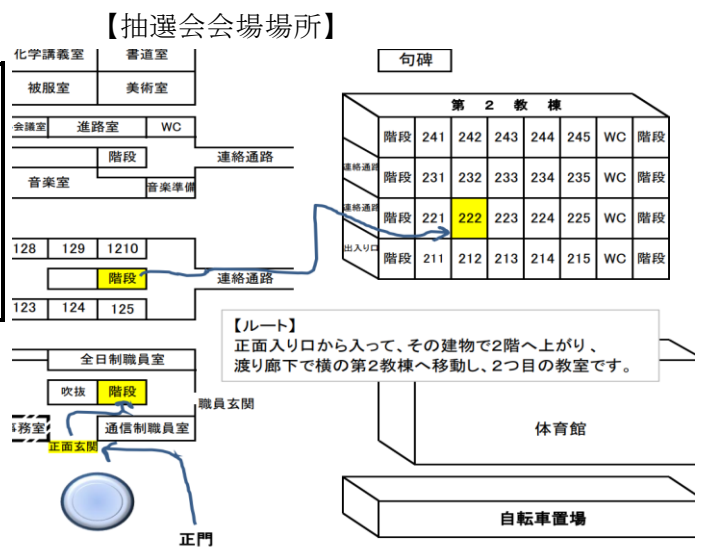 【抽選会会場場所】
化学講義室 書道室
被服室 美術室
会議室 進路室 WC
階段 連絡通路
音楽室 音楽準備
128 129 1210
階段 連絡通路
123 124 125
全日制職員室
吹抜 階段
職員玄関
事務室 通信制職員室
正面玄関
正門
句碑
第2教棟
階段 241 242 243 244 245 WC 階段
連絡通路 階段 231 232 233 234 235 WC 階段
連絡通路 階段 221 222 223 224 225 WC 階段
出入り口 階段 211 212 213 214 215 WC 階段
【ルート】
正面入り口から入って、その建物で2階へ上がり、
渡り廊下で横の第2教棟へ移動し、2つ目の教室です。
体育館
自転車置場